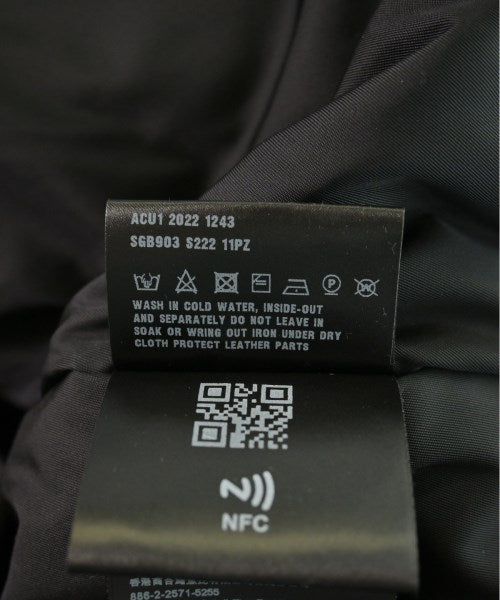 ACU1 2022 1243
SGB903 S222 11PZ
WASH IN COLD WATER, INSIDE-OUT
AND SEPARATELY DO NOT LEAVE IN
SOAK OR WRING OUT IRON UNDER DRY
CLOTH PROTECT LEATHER PARTS
NFC
886-2-2571-5255